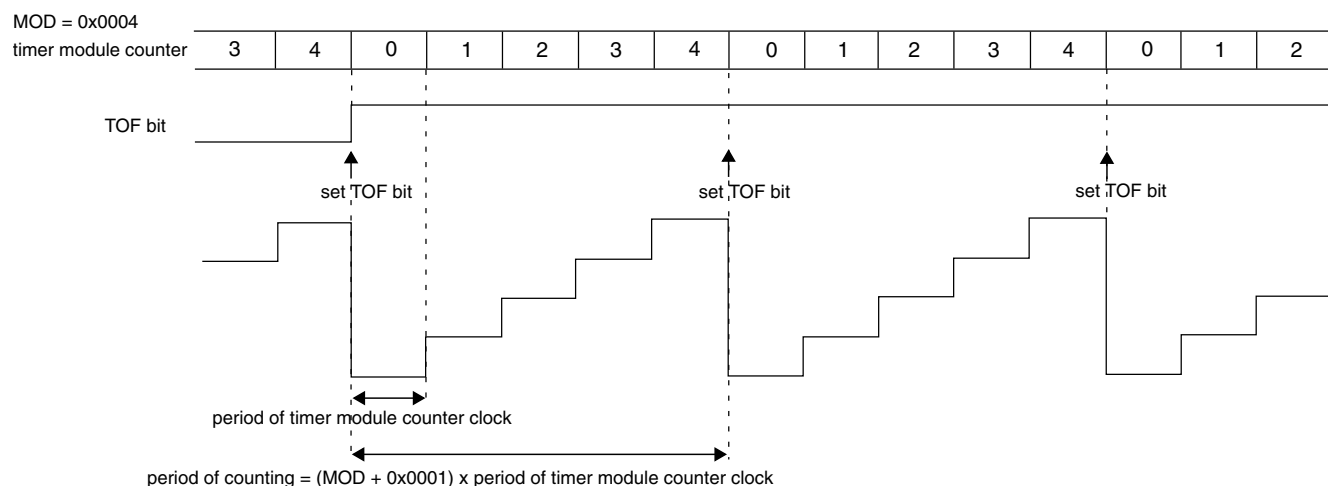 MOD = 0x0004
timer module counter 3 4 0 1 2 3 4 0 1 2 3 4 0 1 2
TOF bit
set TOF bit set TOF bit set TOF bit
period of timer module counter clock
period of counting = (MOD + 0x0001) x period of timer module counter clock